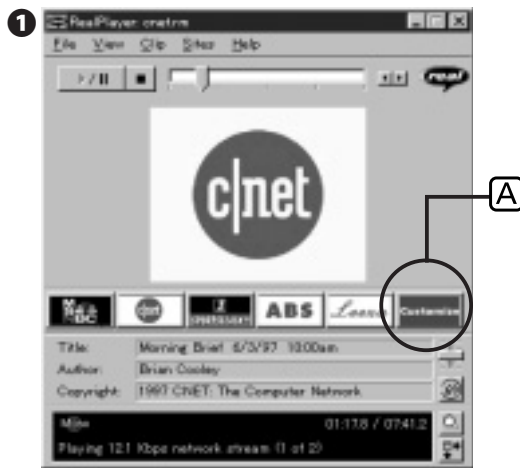 1
RealPlayer: cnet.rm
File View Clip Sites Help
real
c|net
A
ABS Customize
Title: Morning Brief 6/3/97 10:00am
Author: Brian Cooley
Copyright: 1997 CNET: The Computer Network
01:17.8 / 07:41.2
Playing 12.1 Kbps network stream (1 of 2)